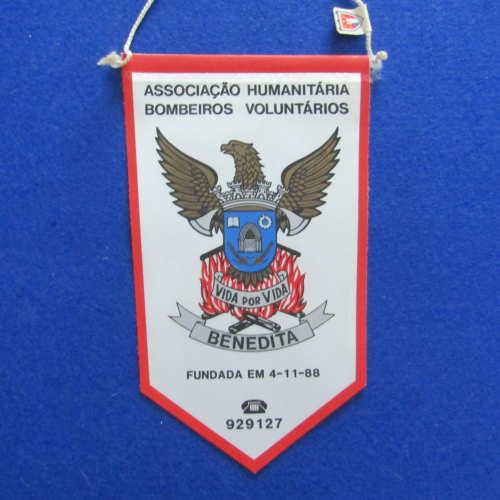 ASSOCIAÇÃO HUMANITÁRIA
BOMBEIROS VOLUNTÁRIOS
VIDA POR VIDA
BENEDITA
FUNDADA EM 4-11-88
929127